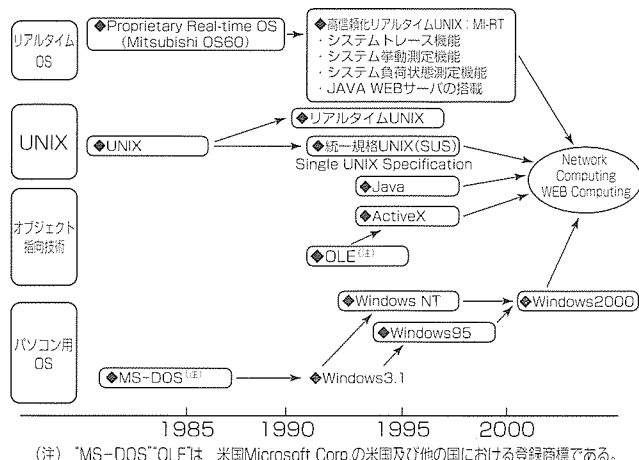 リアルタイム
OS
◆Proprietary Real-time OS
(Mitsubishi OS60)
◆高信頼化リアルタイムUNIX:MI-RT
・システムトレース機能
・システム挙動測定機能
・システム負荷状態測定機能
・JAVA WEBサーバの搭載
UNIX
◆UNIX
◆リアルタイムUNIX
◆統一規格UNIX(SUS)
Single UNIX Specification
Network
Computing
WEB Computing
オブジェクト
指向技術
◆Java
◆ActiveX
◆OLE(注)
パソコン用
OS
◆Windows NT
◆Windows2000
◆Windows95
◆MS-DOS(注)
◆Windows3.1
1985 1990 1995 2000
(注) "MS-DOS""OLE"は,米国Microsoft Corp.の米国及び他の国における登録商標である。